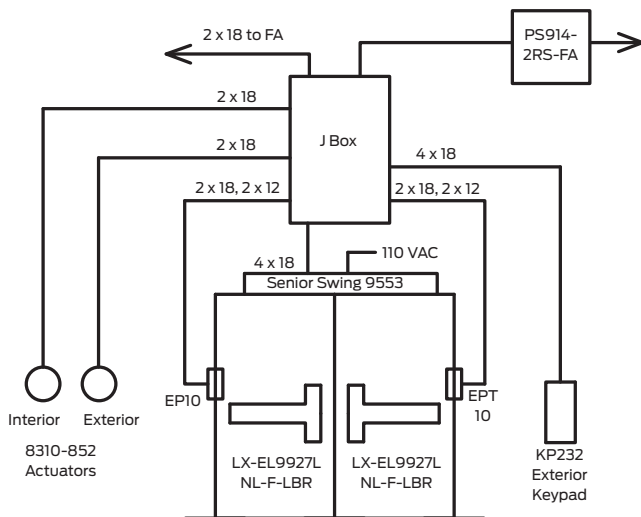 2 x 18 to FA
PS914-
2RS-FA
2 x 18
J Box
2 x 18
4 x 18
2 x 18, 2 x 12
2 x 18, 2 x 12
110 VAC
4 x 18
Senior Swing 9553
EP10
EPT
10
Interior
Exterior
8310-852
Actuators
LX-EL9927L
NL-F-LBR
LX-EL9927L
NL-F-LBR
KP232
Exterior
Keypad